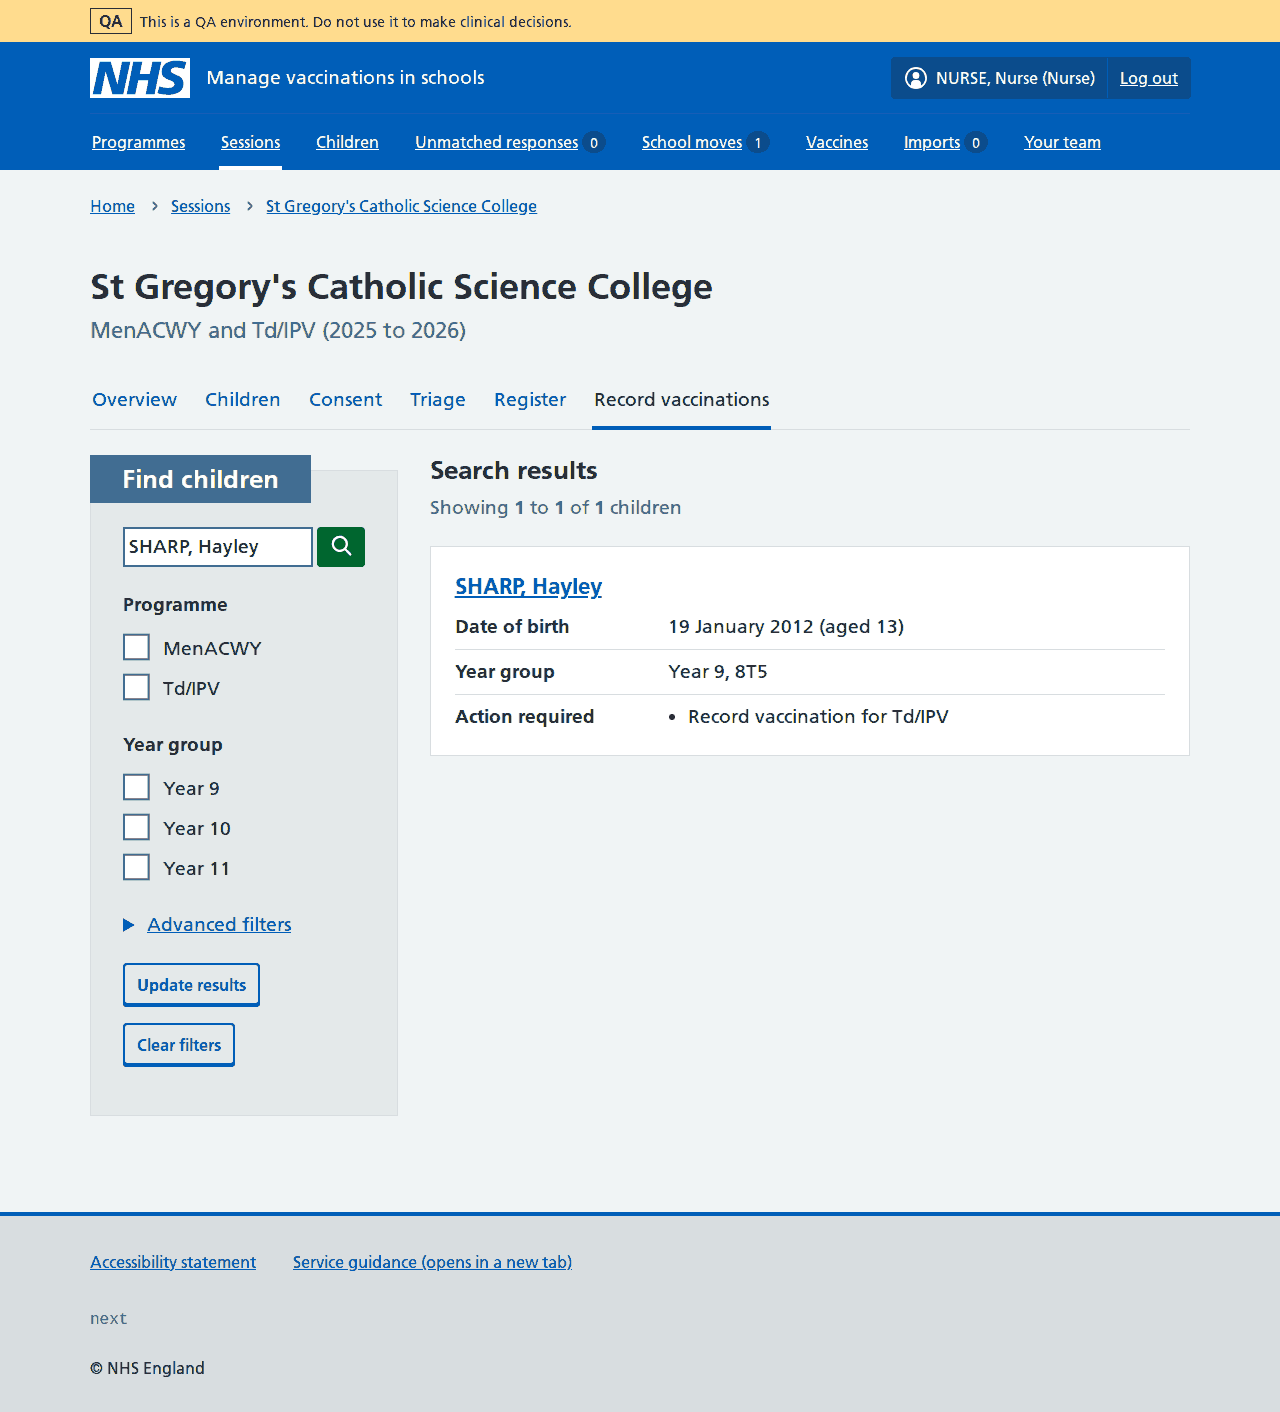 QA This is a QA environment. Do not use it to make clinical decisions.
NHS Manage vaccinations in schools NURSE, Nurse (Nurse) Log out
Programmes Sessions Children Unmatched responses 0 School moves 1 Vaccines Imports 0 Your team
Home Sessions St Gregory's Catholic Science College
St Gregory's Catholic Science College
MenACWY and Td/IPV (2025 to 2026)
Overview Children Consent Triage Register Record vaccinations
Find children
SHARP, Hayley
Programme
MenACWY
Td/IPV
Year group
Year 9
Year 10
Year 11
Advanced filters
Update results
Clear filters
Search results
Showing 1 to 1 of 1 children
SHARP, Hayley
Date of birth 19 January 2012 (aged 13)
Year group Year 9, 8T5
Action required • Record vaccination for Td/IPV
Accessibility statement Service guidance (opens in a new tab)
next
© NHS England